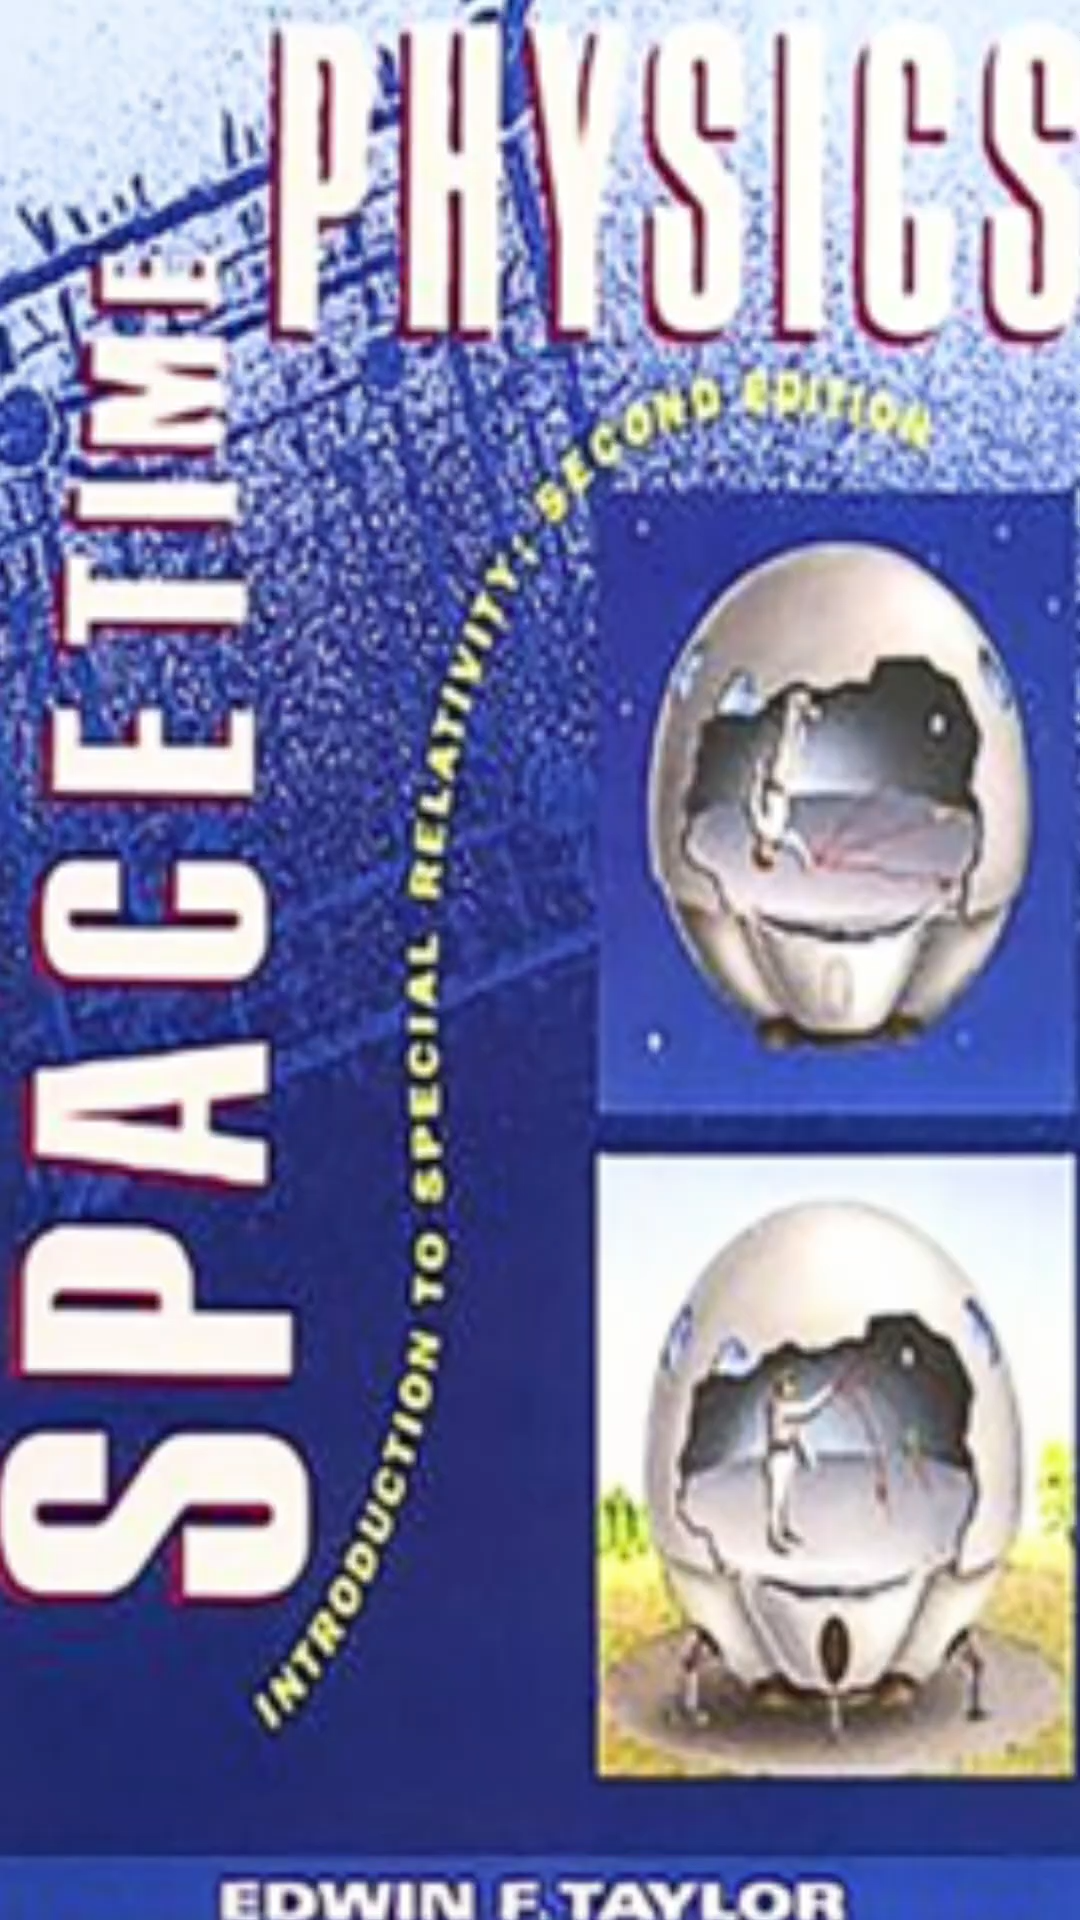 SPACETIME
PHYSICS
INTRODUCTION TO SPECIAL RELATIVITY; SECOND EDITION
EDWIN F. TAYLOR